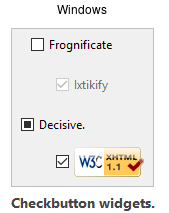 Windows
Frognificate
Ixtikify
Decisive.
W3C XHTML
1.1
Checkbutton widgets.